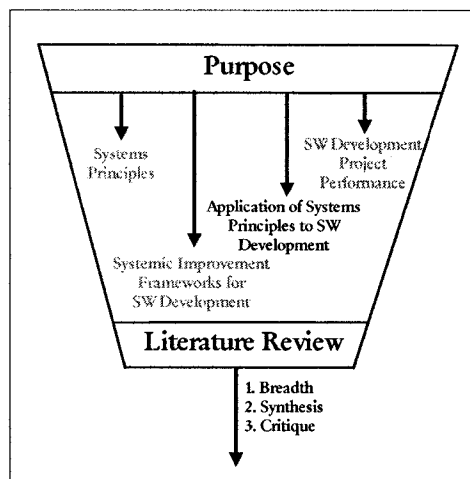 Purpose
Systems
Principles
SW Development
Project
Performance
Application of Systems
Principles to SW
Development
Systemic Improvement
Frameworks for
SW Development
Literature Review
1. Breadth
2. Synthesis
3. Critique